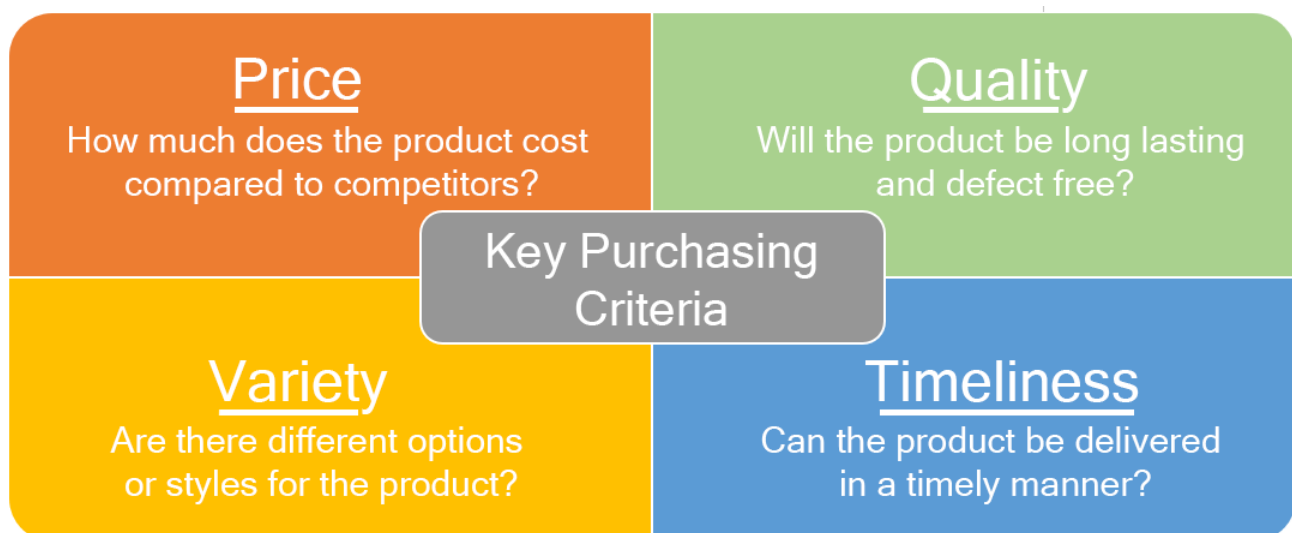 Price
How much does the product cost
compared to competitors?
Quality
Will the product be long lasting
and defect free?
Key Purchasing
Criteria
Variety
Are there different options
or styles for the product?
Timeliness
Can the product be delivered
in a timely manner?